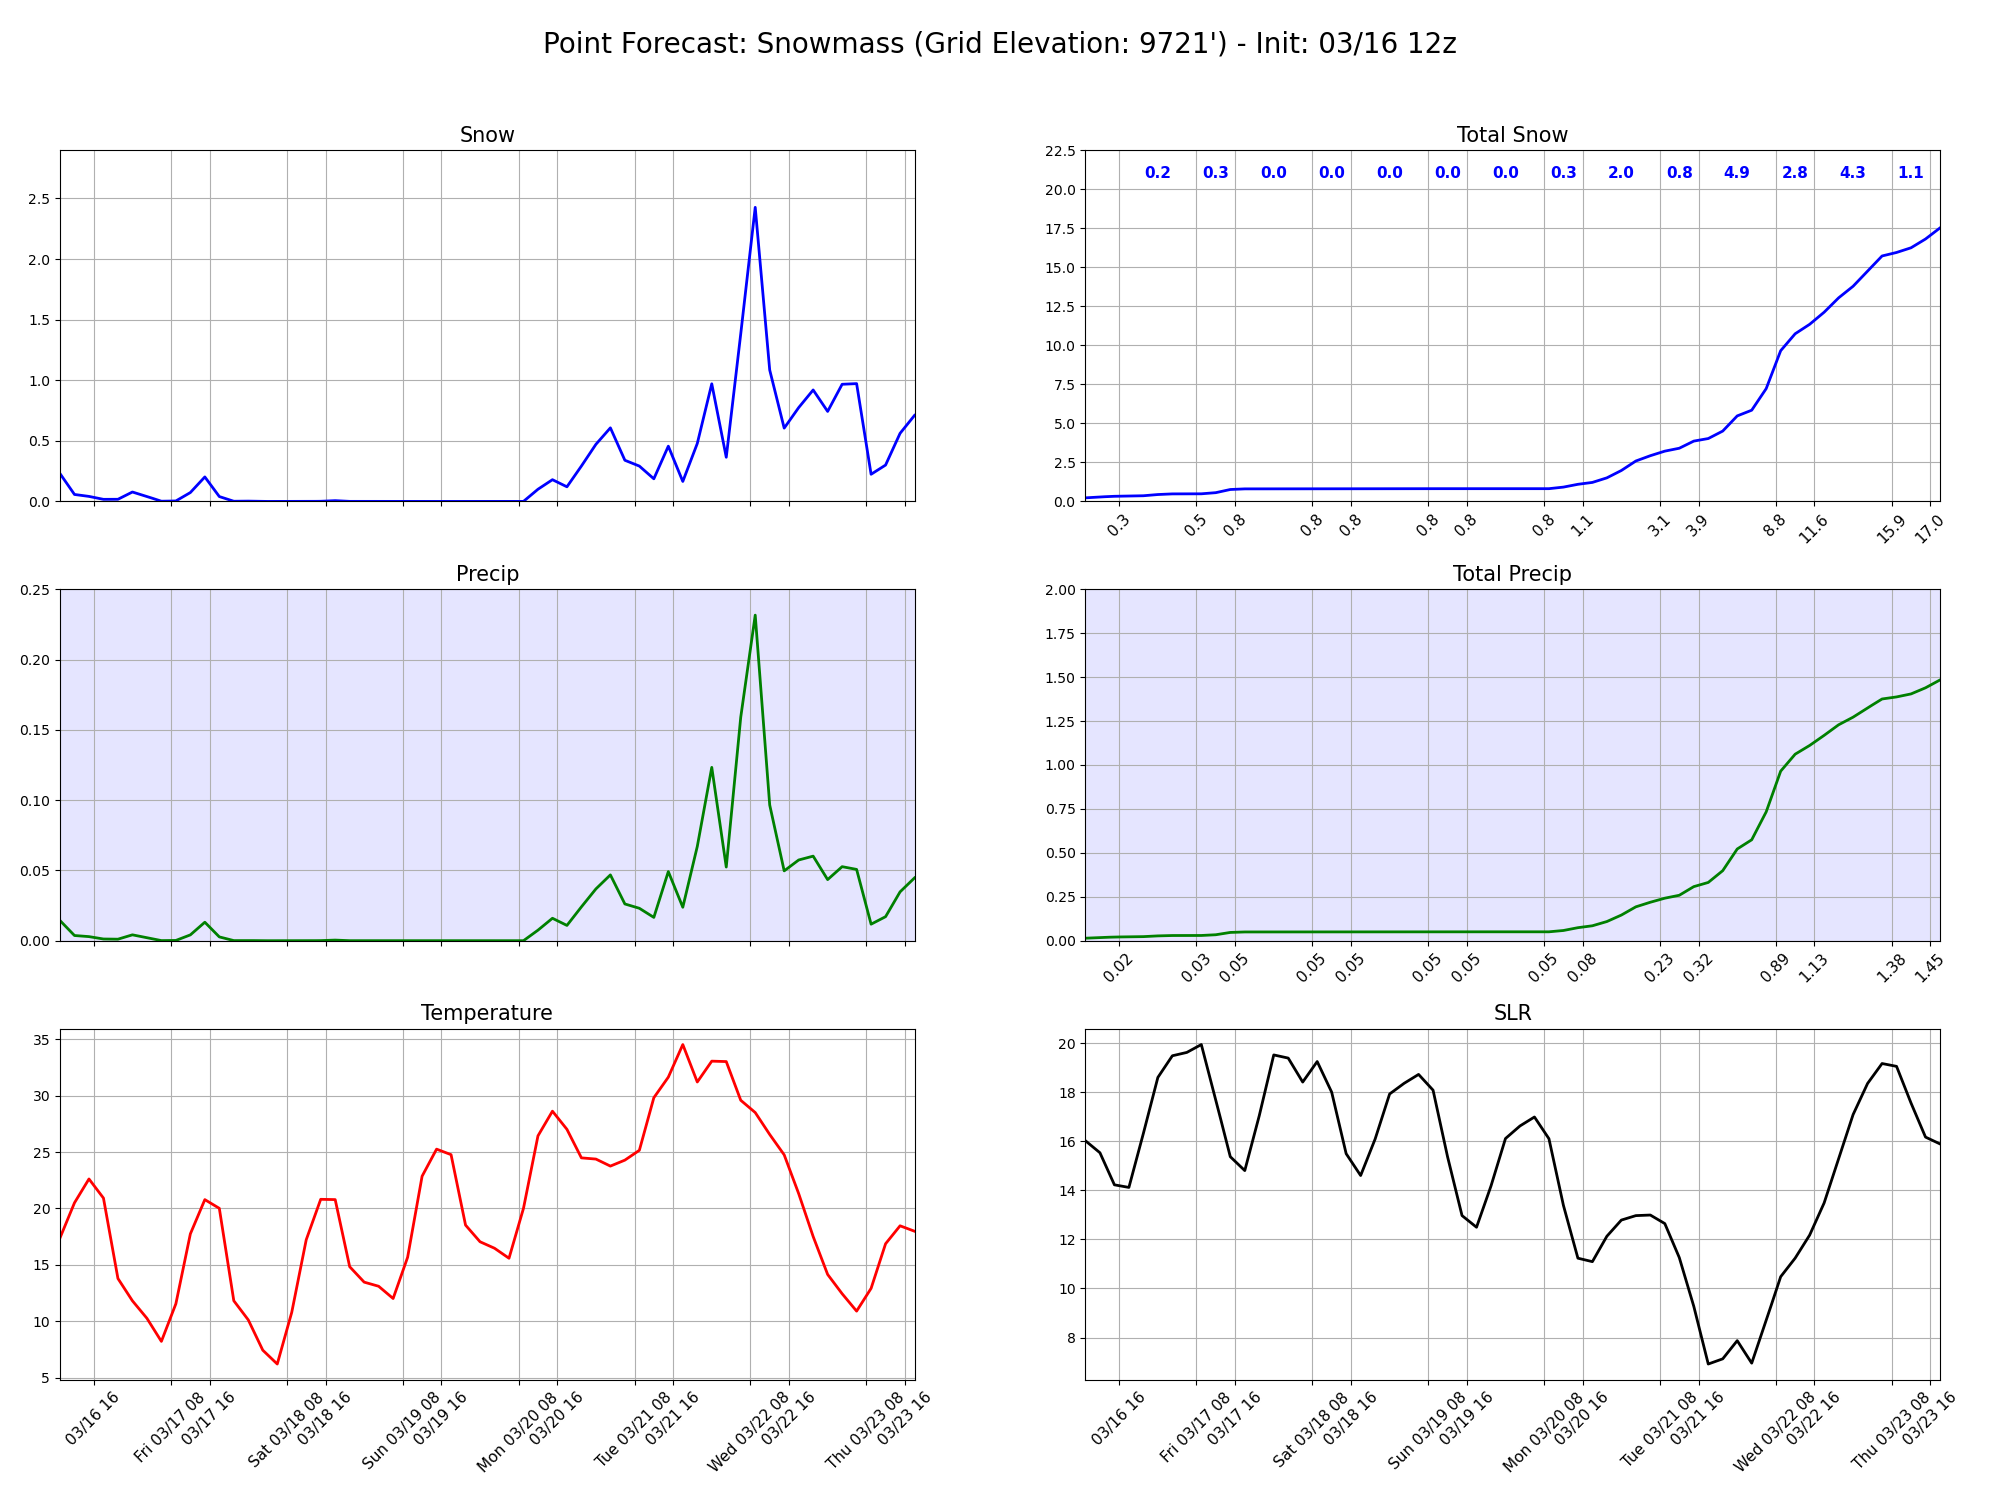 Point Forecast: Snowmass (Grid Elevation: 9721') - Init: 03/16 12z
Snow
2.5
2.0
1.5
1.0
0.5
0.0
Total Snow
22.5
20.0
17.5
15.0
12.5
10.0
7.5
5.0
2.5
0.0
0.2 0.3 0.0 0.0 0.0 0.0 0.0 0.3 2.0 0.8 4.9 2.8 4.3 1.1
0.3 0.5 0.8 0.8 0.8 0.8 0.8 0.8 1.1 3.1 3.9 8.8 11.6 15.9 17.0
Precip
0.25
0.20
0.15
0.10
0.05
0.00
Total Precip
2.00
1.75
1.50
1.25
1.00
0.75
0.50
0.25
0.00
0.02 0.03 0.05 0.05 0.05 0.05 0.05 0.05 0.08 0.23 0.32 0.89 1.13 1.38 1.45
Temperature
35
30
25
20
15
10
5
03/16 16
Fri 03/17 08
03/17 16
Sat 03/18 08
03/18 16
Sun 03/19 08
03/19 16
Mon 03/20 08
03/20 16
Tue 03/21 08
03/21 16
Wed 03/22 08
03/22 16
Thu 03/23 08
03/23 16
SLR
20
18
16
14
12
10
8
03/16 16
Fri 03/17 08
03/17 16
Sat 03/18 08
03/18 16
Sun 03/19 08
03/19 16
Mon 03/20 08
03/20 16
Tue 03/21 08
03/21 16
Wed 03/22 08
03/22 16
Thu 03/23 08
03/23 16